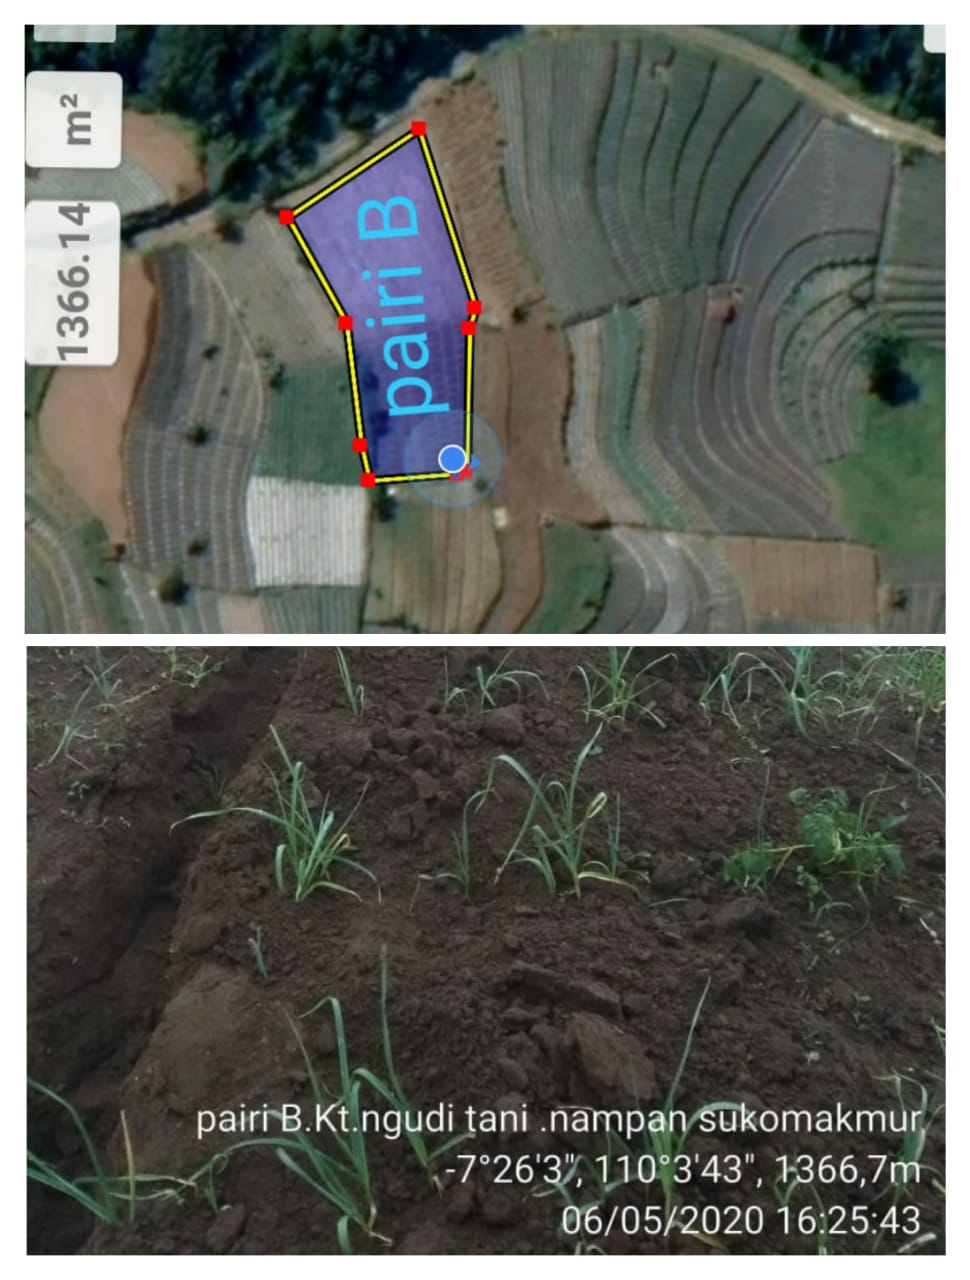 m²
1366.14
pairi B
pairi B.Kt.ngudi tani .nampan sukomakmur
-7°26'3", 110°3'43", 1366,7m
06/05/2020 16:25:43